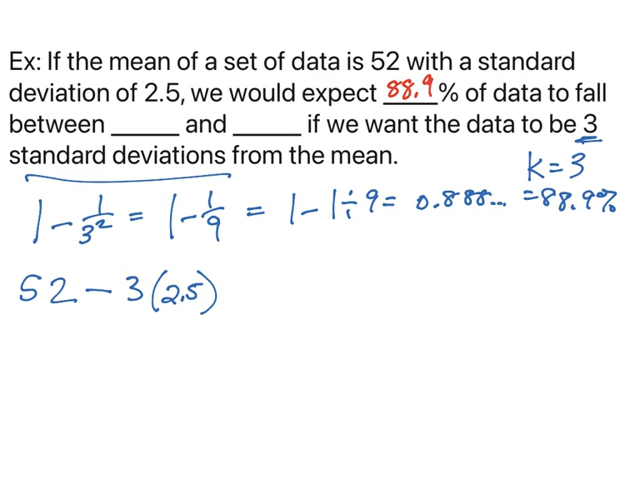 Ex: If the mean of a set of data is 52 with a standard
deviation of 2.5, we would expect 88.9% of data to fall
between ______ and ______ if we want the data to be 3
standard deviations from the mean.
k=3
1 - 1/3² = 1 - 1/9 = 1 - 1 ÷ 9 = 0.888... = 88.9%
52 - 3(2.5)